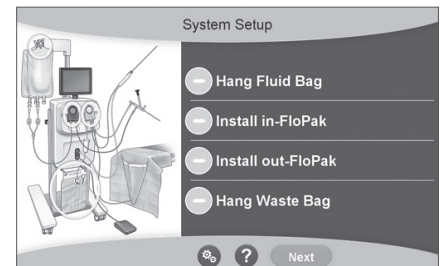 System Setup
Hang Fluid Bag
Install in-FloPak
Install out-FloPak
Hang Waste Bag
?
Next